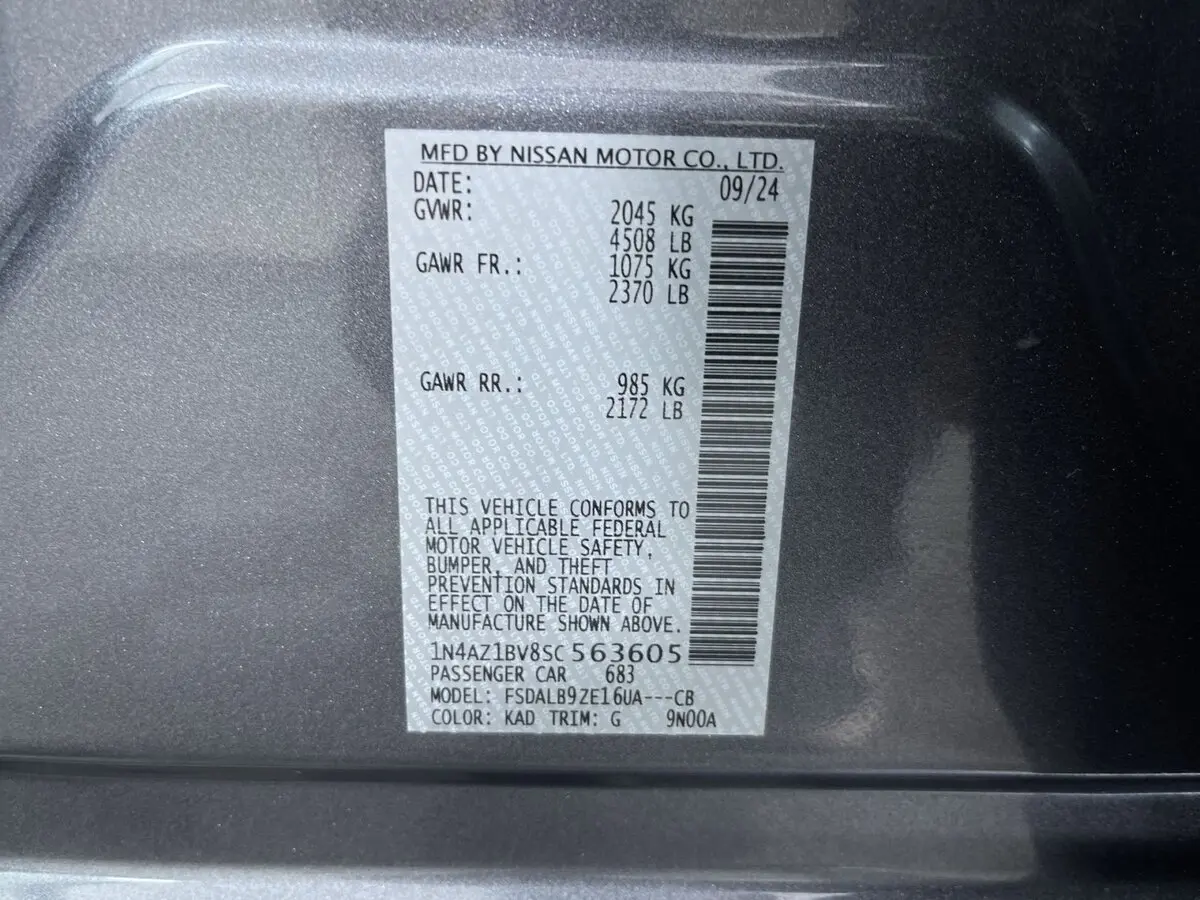 MFD BY NISSAN MOTOR CO., LTD.
DATE: 09/24
GVWR: 2045 KG
4508 LB
GAWR FR.: 1075 KG
2370 LB
GAWR RR.: 985 KG
2172 LB
THIS VEHICLE CONFORMS TO
ALL APPLICABLE FEDERAL
MOTOR VEHICLE SAFETY,
BUMPER, AND THEFT
PREVENTION STANDARDS IN
EFFECT ON THE DATE OF
MANUFACTURE SHOWN ABOVE.
1N4AZ1BV8SC563605
PASSENGER CAR 683
MODEL: FSDALB9ZE16UA---CB
COLOR: KAD TRIM: G 9N00A